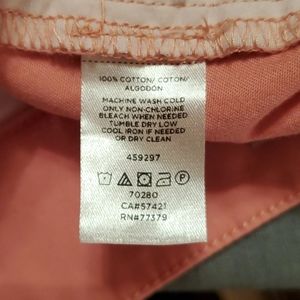 100% COTTON/ COTON/
ALGODON
MACHINE WASH COLD
ONLY NON-CHLORINE
BLEACH WHEN NEEDED
TUMBLE DRY LOW
COOL IRON IF NEEDED
OR DRY CLEAN
459297
P
70280
CA#57421
RN#77379